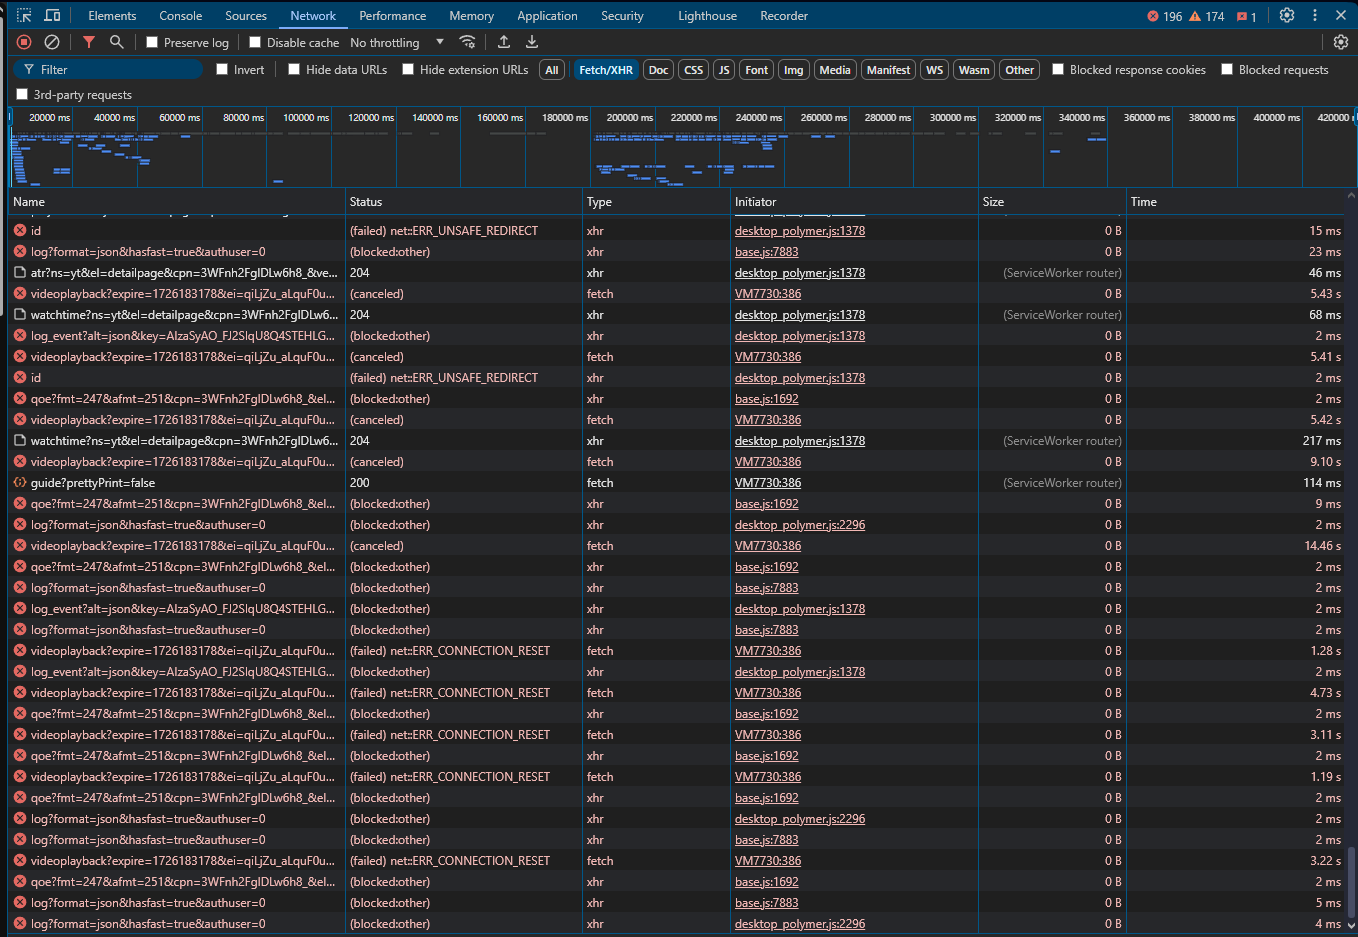 Elements Console Sources Network Performance Memory Application Security Lighthouse Recorder 196 174 1
Preserve log Disable cache No throttling
Filter Invert Hide data URLs Hide extension URLs All Fetch/XHR Doc CSS JS Font Img Media Manifest WS Wasm Other Blocked response cookies Blocked requests
3rd-party requests
20000 ms 40000 ms 60000 ms 80000 ms 100000 ms 120000 ms 140000 ms 160000 ms 180000 ms 200000 ms 220000 ms 240000 ms 260000 ms 280000 ms 300000 ms 320000 ms 340000 ms 360000 ms 380000 ms 400000 ms 420000
Name Status Type Initiator Size Time
id (failed) net::ERR_UNSAFE_REDIRECT xhr desktop_polymer.js:1378 0 B 15 ms
log?format=json&hasfast=true&authuser=0 (blocked:other) xhr base.js:7883 0 B 23 ms
atr?ns=yt&el=detailpage&cpn=3WFnh2FgIDLw6h8_&ve... 204 xhr desktop_polymer.js:1378 (ServiceWorker router) 46 ms
videoplayback?expire=1726183178&ei=qiLjZu_aLquF0u... (canceled) fetch VM7730:386 0 B 5.43 s
watchtime?ns=yt&el=detailpage&cpn=3WFnh2FgIDLw6... 204 xhr desktop_polymer.js:1378 (ServiceWorker router) 68 ms
log_event?alt=json&key=AIzaSyAO_FJ2SlqU8Q4STEHLG... (blocked:other) xhr desktop_polymer.js:1378 0 B 2 ms
videoplayback?expire=1726183178&ei=qiLjZu_aLquF0u... (canceled) fetch VM7730:386 0 B 5.41 s
id (failed) net::ERR_UNSAFE_REDIRECT xhr desktop_polymer.js:1378 0 B 2 ms
qoe?fmt=247&afmt=251&cpn=3WFnh2FgIDLw6h8_&el... (blocked:other) xhr base.js:1692 0 B 2 ms
videoplayback?expire=1726183178&ei=qiLjZu_aLquF0u... (canceled) fetch VM7730:386 0 B 5.42 s
watchtime?ns=yt&el=detailpage&cpn=3WFnh2FgIDLw6... 204 xhr desktop_polymer.js:1378 (ServiceWorker router) 217 ms
videoplayback?expire=1726183178&ei=qiLjZu_aLquF0u... (canceled) fetch VM7730:386 0 B 9.10 s
guide?prettyPrint=false 200 fetch VM7730:386 (ServiceWorker router) 114 ms
qoe?fmt=247&afmt=251&cpn=3WFnh2FgIDLw6h8_&el... (blocked:other) xhr base.js:1692 0 B 9 ms
log?format=json&hasfast=true&authuser=0 (blocked:other) xhr desktop_polymer.js:2296 0 B 2 ms
videoplayback?expire=1726183178&ei=qiLjZu_aLquF0u... (canceled) fetch VM7730:386 0 B 14.46 s
qoe?fmt=247&afmt=251&cpn=3WFnh2FgIDLw6h8_&el... (blocked:other) xhr base.js:1692 0 B 2 ms
log?format=json&hasfast=true&authuser=0 (blocked:other) xhr base.js:7883 0 B 2 ms
log_event?alt=json&key=AIzaSyAO_FJ2SlqU8Q4STEHLG... (blocked:other) xhr desktop_polymer.js:1378 0 B 2 ms
log?format=json&hasfast=true&authuser=0 (blocked:other) xhr base.js:7883 0 B 2 ms
videoplayback?expire=1726183178&ei=qiLjZu_aLquF0u... (failed) net::ERR_CONNECTION_RESET fetch VM7730:386 0 B 1.28 s
log_event?alt=json&key=AIzaSyAO_FJ2SlqU8Q4STEHLG... (blocked:other) xhr desktop_polymer.js:1378 0 B 2 ms
videoplayback?expire=1726183178&ei=qiLjZu_aLquF0u... (failed) net::ERR_CONNECTION_RESET fetch VM7730:386 0 B 4.73 s
qoe?fmt=247&afmt=251&cpn=3WFnh2FgIDLw6h8_&el... (blocked:other) xhr base.js:1692 0 B 2 ms
videoplayback?expire=1726183178&ei=qiLjZu_aLquF0u... (failed) net::ERR_CONNECTION_RESET fetch VM7730:386 0 B 3.11 s
qoe?fmt=247&afmt=251&cpn=3WFnh2FgIDLw6h8_&el... (blocked:other) xhr base.js:1692 0 B 2 ms
videoplayback?expire=1726183178&ei=qiLjZu_aLquF0u... (failed) net::ERR_CONNECTION_RESET fetch VM7730:386 0 B 1.19 s
qoe?fmt=247&afmt=251&cpn=3WFnh2FgIDLw6h8_&el... (blocked:other) xhr base.js:1692 0 B 2 ms
log?format=json&hasfast=true&authuser=0 (blocked:other) xhr desktop_polymer.js:2296 0 B 2 ms
log?format=json&hasfast=true&authuser=0 (blocked:other) xhr base.js:7883 0 B 2 ms
videoplayback?expire=1726183178&ei=qiLjZu_aLquF0u... (failed) net::ERR_CONNECTION_RESET fetch VM7730:386 0 B 3.22 s
qoe?fmt=247&afmt=251&cpn=3WFnh2FgIDLw6h8_&el... (blocked:other) xhr base.js:1692 0 B 2 ms
log?format=json&hasfast=true&authuser=0 (blocked:other) xhr base.js:7883 0 B 5 ms
log?format=json&hasfast=true&authuser=0 (blocked:other) xhr desktop_polymer.js:2296 0 B 4 ms